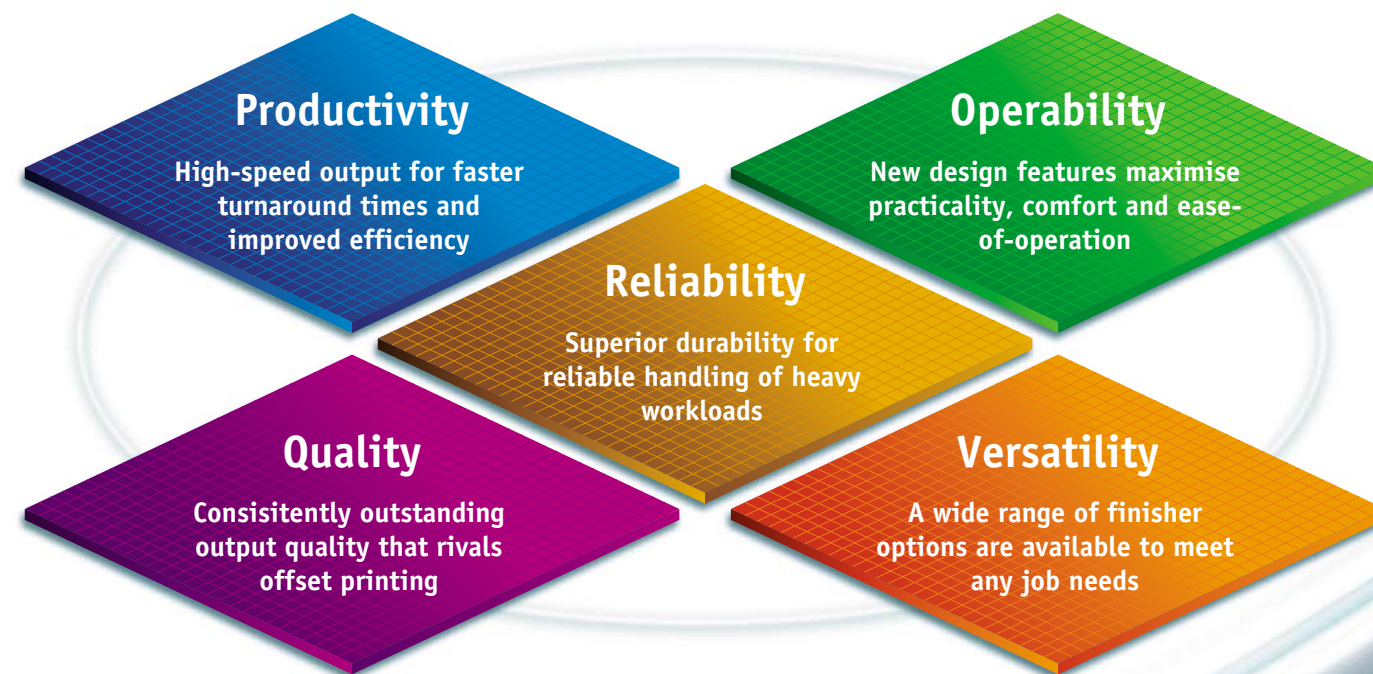 Productivity
High-speed output for faster
turnaround times and
improved efficiency
Operability
New design features maximise
practicality, comfort and ease-
of-operation
Reliability
Superior durability for
reliable handling of heavy
workloads
Quality
Consisitently outstanding
output quality that rivals
offset printing
Versatility
A wide range of finisher
options are available to meet
any job needs